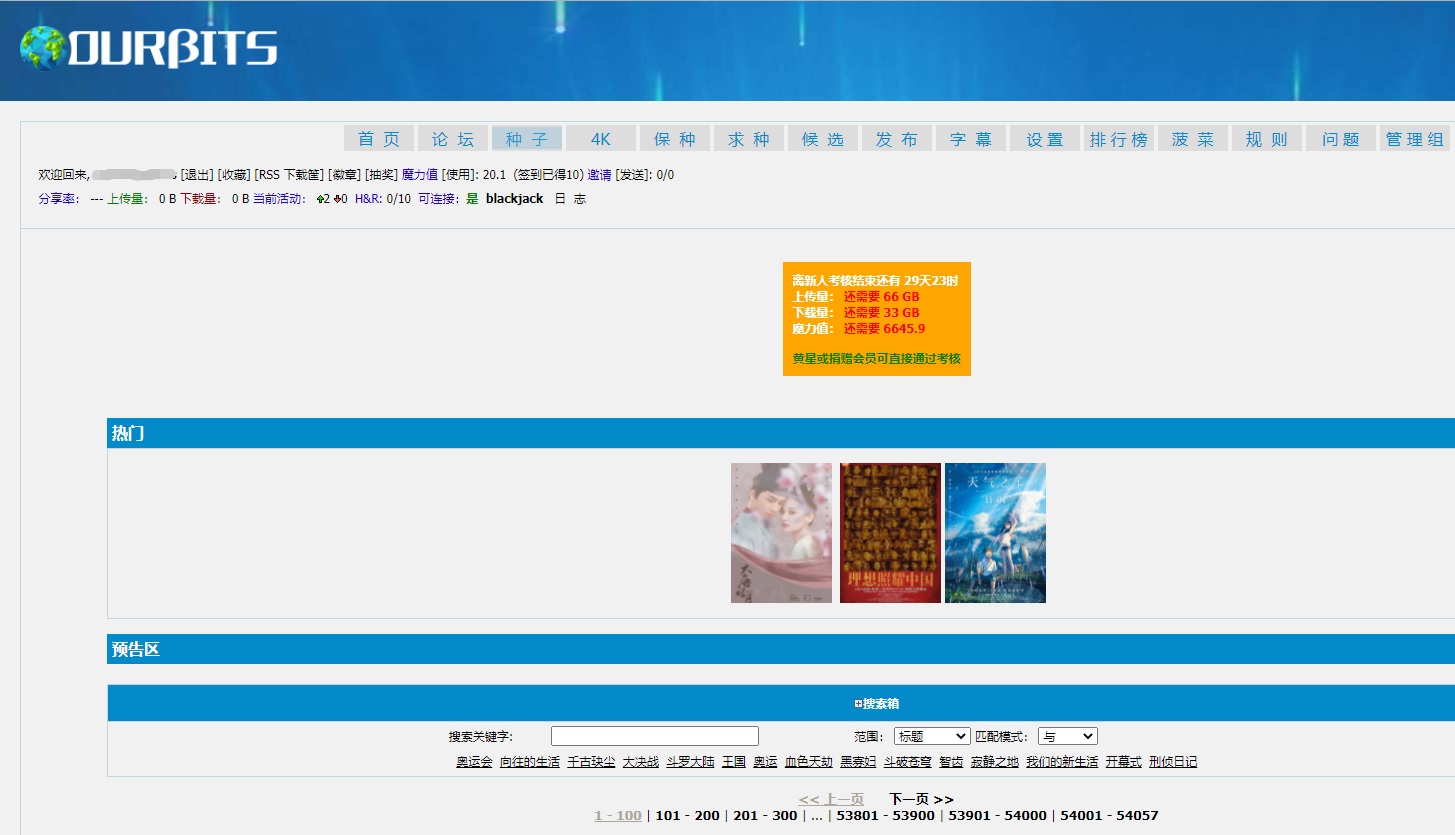 OURBITS
首 页 论 坛 种 子 4K 保 种 求 种 候 选 发 布 字 幕 设 置 排 行 榜 菠 菜 规 则 问 题 管 理 组
欢迎回来, [退出] [收藏] [RSS 下载筐] [徽章] [抽奖] 魔力值 [使用]: 20.1 (签到已得10) 邀请 [发送]: 0/0
分享率： --- 上传量： 0 B 下载量： 0 B 当前活动： 2 0 H&R: 0/10 可连接：是 blackjack 日 志
离新人考核结束还有 29天23时
上传量： 还需要 66 GB
下载量： 还需要 33 GB
魔力值： 还需要 6645.9
黄星或捐赠会员可直接通过考核
热门
理想照耀中国
天气之子
预告区
搜索箱
搜索关键字: 范围: 标题 匹配模式: 与
奥运会 向往的生活 千古玦尘 大决战 斗罗大陆 王国 奥运 血色天劫 黑寡妇 斗破苍穹 智齿 寂静之地 我们的新生活 开幕式 刑侦日记
<< 上一页 下一页 >>
1 - 100 | 101 - 200 | 201 - 300 | ... | 53801 - 53900 | 53901 - 54000 | 54001 - 54057